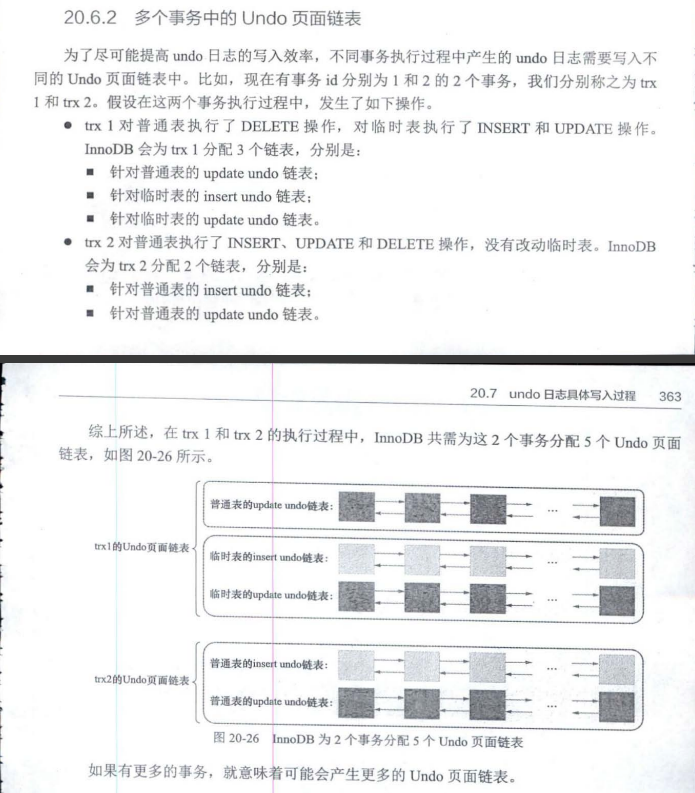 20.6.2 多个事务中的 Undo 页面链表
为了尽可能提高 undo 日志的写入效率，不同事务执行过程中产生的 undo 日志需要写入不
同的 Undo 页面链表中。比如，现在有事务 id 分别为 1 和 2 的 2 个事务，我们分别称之为 trx
1 和 trx 2。假设在这两个事务执行过程中，发生了如下操作。
● trx 1 对普通表执行了 DELETE 操作，对临时表执行了 INSERT 和 UPDATE 操作。
InnoDB 会为 trx 1 分配 3 个链表，分别是：
■ 针对普通表的 update undo 链表；
■ 针对临时表的 insert undo 链表；
■ 针对临时表的 update undo 链表。
● trx 2 对普通表执行了 INSERT、UPDATE 和 DELETE 操作，没有改动临时表。InnoDB
会为 trx 2 分配 2 个链表，分别是：
■ 针对普通表的 insert undo 链表；
■ 针对普通表的 update undo 链表。
20.7 undo 日志具体写入过程 363
综上所述，在 trx 1 和 trx 2 的执行过程中，InnoDB 共需为这 2 个事务分配 5 个 Undo 页面
链表，如图 20-26 所示。
普通表的update undo链表： ...
trx1的Undo页面链表
临时表的insert undo链表： ...
临时表的update undo链表： ...
普通表的insert undo链表： ...
trx2的Undo页面链表
普通表的update undo链表： ...
图 20-26 InnoDB 为 2 个事务分配 5 个 Undo 页面链表
如果有更多的事务，就意味着可能会产生更多的 Undo 页面链表。